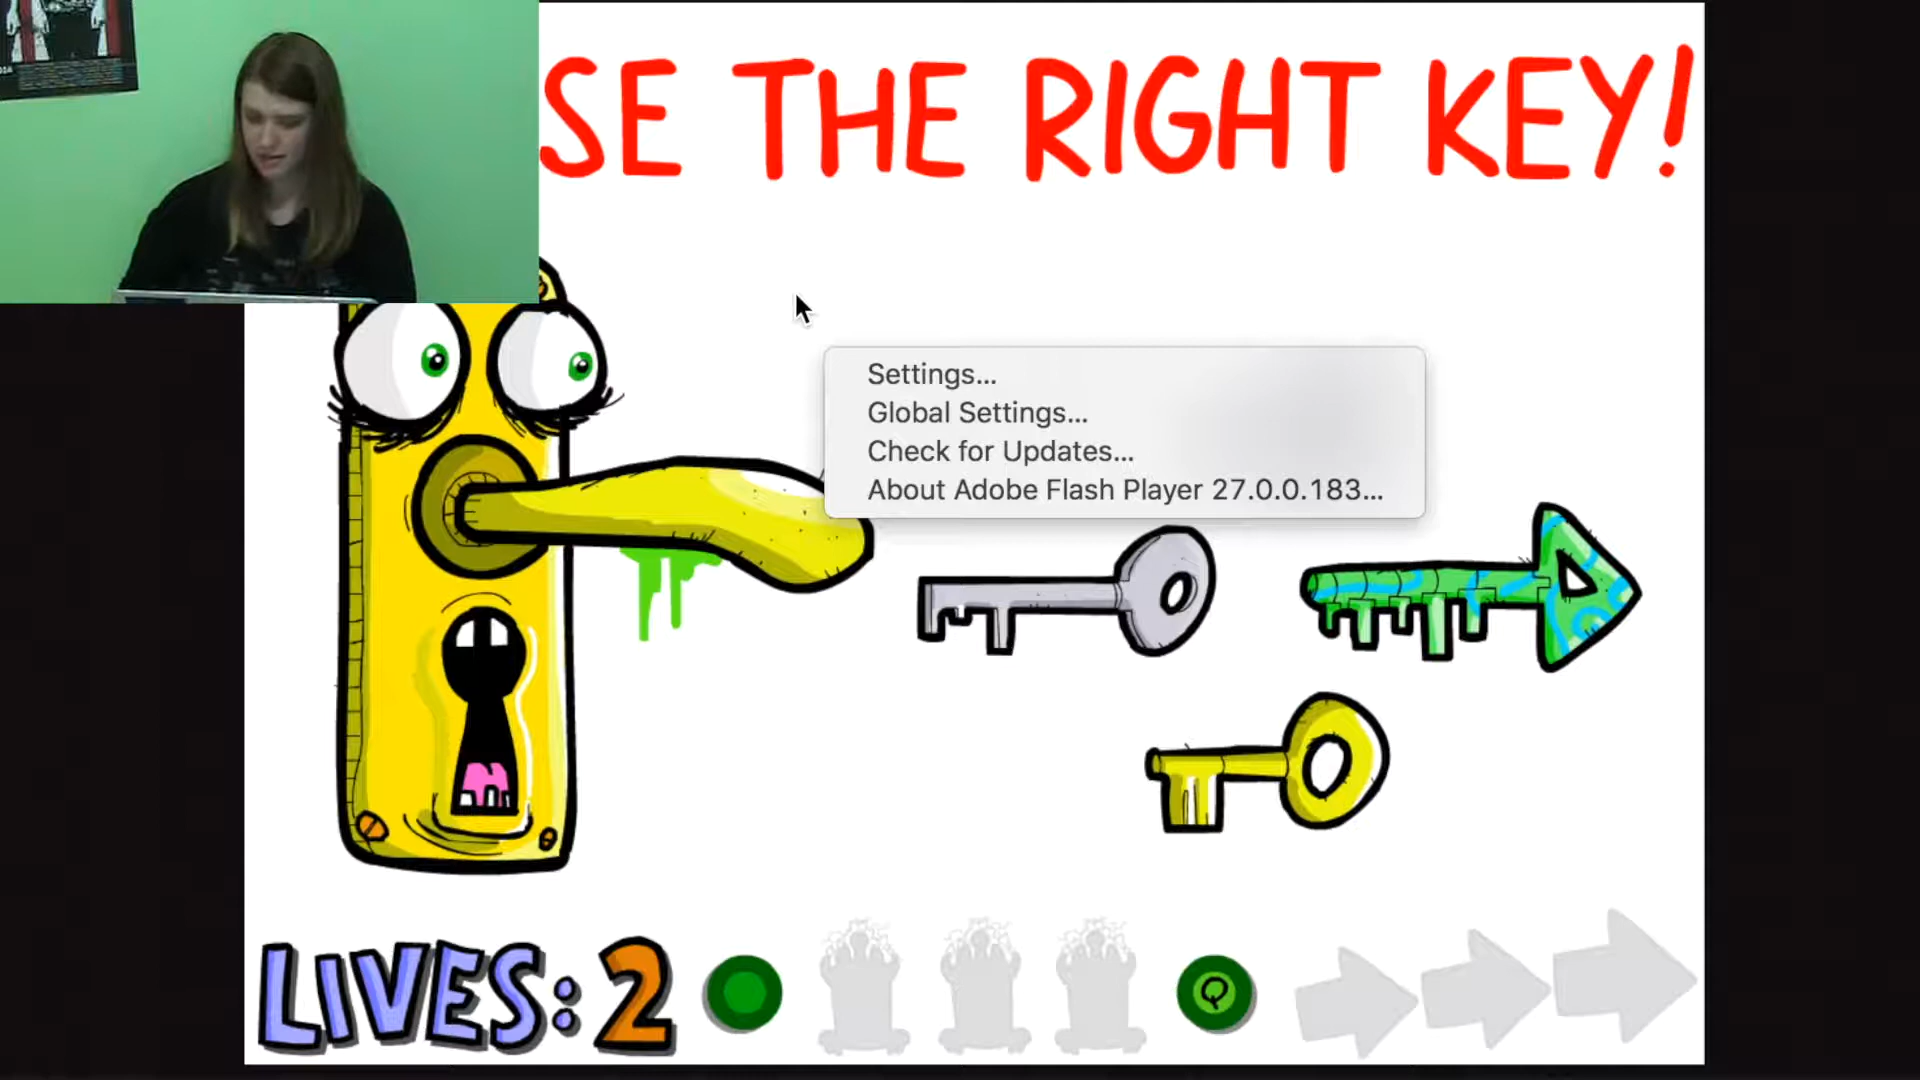 SE THE RIGHT KEY!
Settings...
Global Settings...
Check for Updates...
About Adobe Flash Player 27.0.0.183...
LIVES: 2
Q